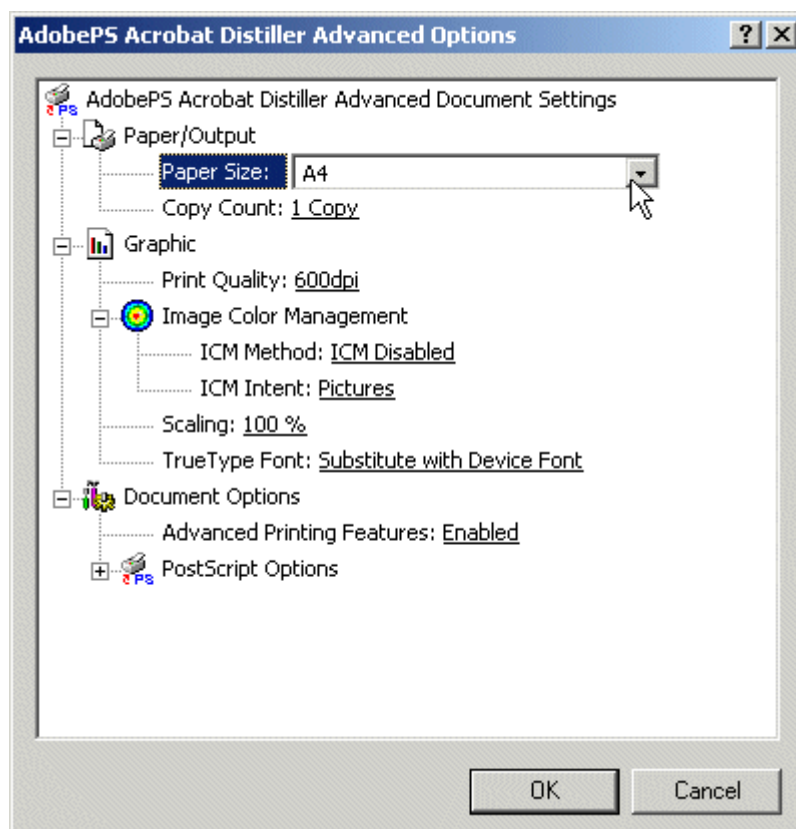 AdobePS Acrobat Distiller Advanced Options
AdobePS Acrobat Distiller Advanced Document Settings
Paper/Output
Paper Size: A4
Copy Count: 1 Copy
Graphic
Print Quality: 600dpi
Image Color Management
ICM Method: ICM Disabled
ICM Intent: Pictures
Scaling: 100 %
TrueType Font: Substitute with Device Font
Document Options
Advanced Printing Features: Enabled
PS PostScript Options
OK Cancel